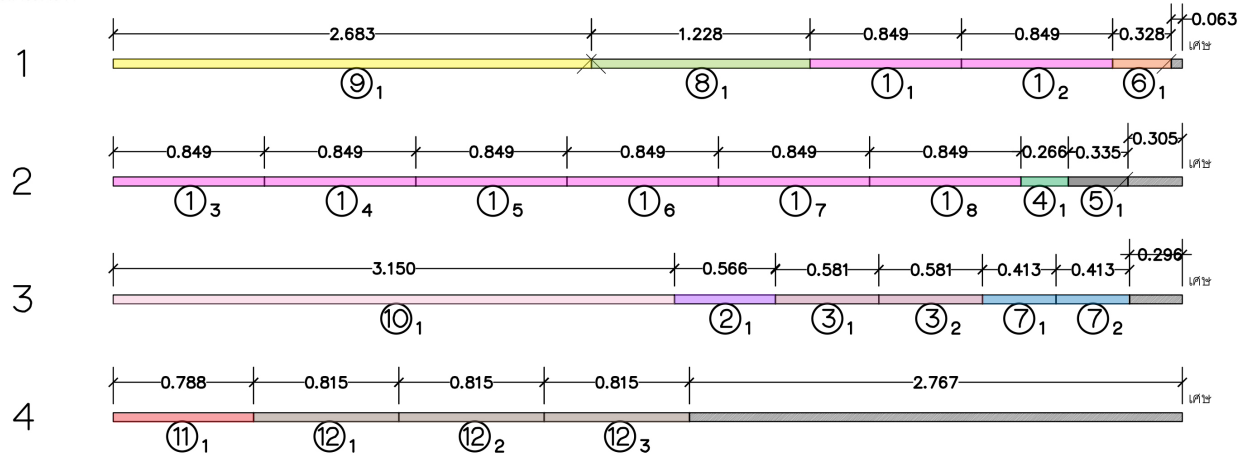 2.683 1.228 0.849 0.849 0.328 0.063
1 เศษ
⑨1 ⑧1 ①1 ①2 ⑥1
0.849 0.849 0.849 0.849 0.849 0.849 0.266 0.335 0.305
2 เศษ
①3 ①4 ①5 ①6 ①7 ①8 ④1 ⑤1
3.150 0.566 0.581 0.581 0.413 0.413 0.296
3 เศษ
⑩1 ②1 ③1 ③2 ⑦1 ⑦2
0.788 0.815 0.815 0.815 2.767
4 เศษ
⑪1 ⑫1 ⑫2 ⑫3